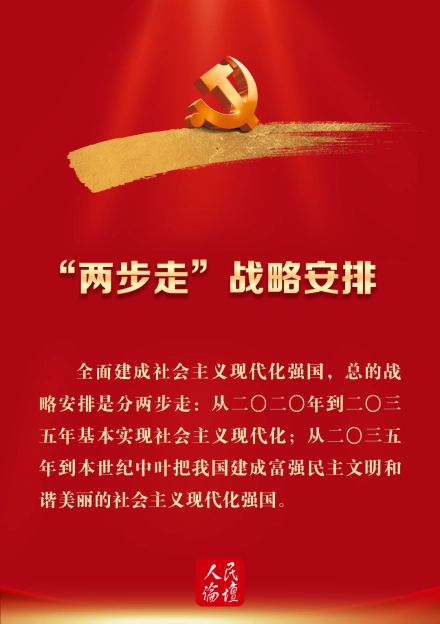 “两步走”战略安排
全面建成社会主义现代化强国，总的战
略安排是分两步走：从二〇二〇年到二〇三
五年基本实现社会主义现代化；从二〇三五
年到本世纪中叶把我国建成富强民主文明和
谐美丽的社会主义现代化强国。
人民
論壇